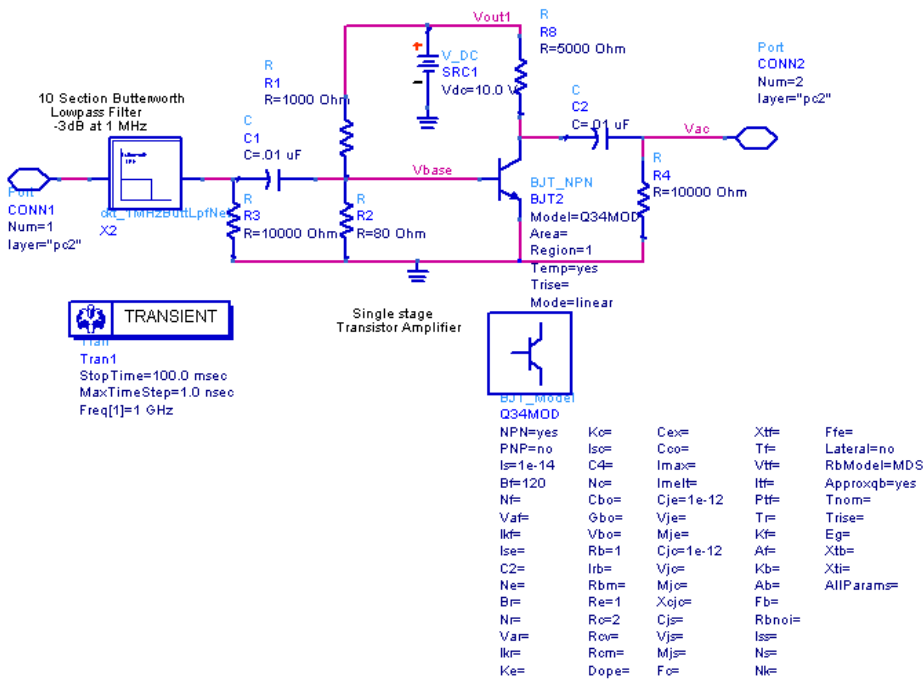 R
R8
R=5000 Ohm
Vout1
V_DC
SRC1
Vdc=10.0 V
Port
CONN2
Num=2
layer="pc2"
R
R1
R=1000 Ohm
10 Section Butterworth
Lowpass Filter
-3dB at 1 MHz
C
C1
C=.01 uF
C
C2
C=.01 uF
Vac
Vbase
Port
CONN1
Num=1
layer="pc2"
ckt_1MHzButtLpfNet
X2
R
R3
R=10000 Ohm
R
R2
R=80 Ohm
BJT_NPN
BJT2
Model=Q34MOD
Area=
Region=1
Temp=yes
Trise=
Mode=linear
R
R4
R=10000 Ohm
Single stage
Transistor Amplifier
TRANSIENT
Tran
Tran1
StopTime=100.0 msec
MaxTimeStep=1.0 nsec
Freq[1]=1 GHz
BJT_Model
Q34MOD
NPN=yes Kc= Cex= Xtf= Ffe=
PNP=no Isc= Cco= Tf= Lateral=no
Is=1e-14 C4= Imax= Vtf= RbModel=MDS
Bf=120 Nc= Imelt= Itf= Approxqb=yes
Nf= Cbo= Cje=1e-12 Ptf= Tnom=
Vaf= Gbo= Vje= Tr= Trise=
Ikf= Vbo= Mje= Kf= Eg=
Ise= Rb=1 Cjc=1e-12 Af= Xtb=
C2= Irb= Vjc= Kb= Xti=
Ne= Rbm= Mjc= Ab= AllParams=
Br= Re=1 Xcjc= Fb=
Nr= Rc=2 Cjs= Rbnoi=
Var= Rcv= Vjs= Iss=
Ikr= Rcm= Mjs= Ns=
Ke= Dope= Fc= Nk=